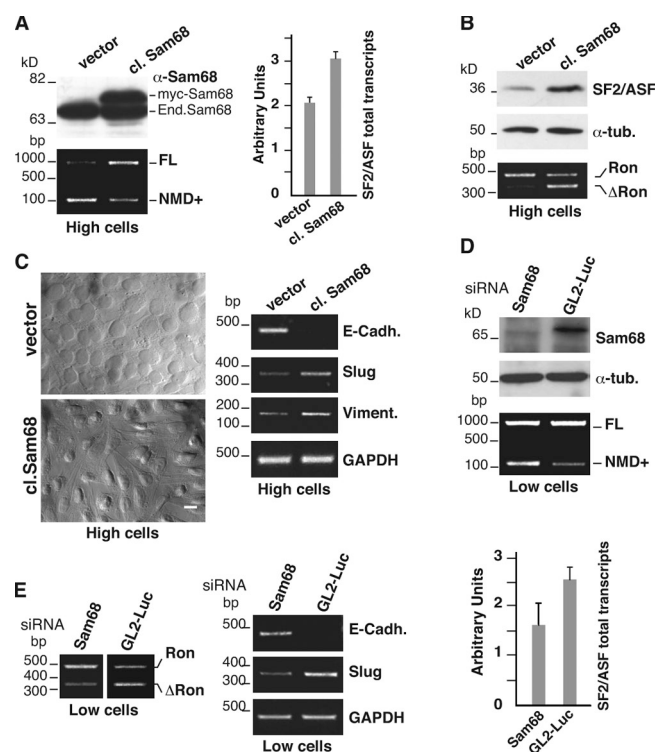 A
vector
cl. Sam68
kD
82
63
α-Sam68
myc-Sam68
End.Sam68
bp
1000
500
100
FL
NMD+
High cells
3
2
1
0
Arbitrary Units
SF2/ASF total transcripts
vector
cl. Sam68
B
vector
cl. Sam68
kD
36
SF2/ASF
50
α-tub.
bp
500
300
Ron
ΔRon
High cells
C
vector
cl.Sam68
High cells
vector
cl. Sam68
bp
500
E-Cadh.
400
300
Slug
200
100
Viment.
500
GAPDH
High cells
D
siRNA
Sam68
GL2-Luc
kD
65
Sam68
50
α-tub.
bp
1000
500
100
FL
NMD+
Low cells
3
2
1
0
Arbitrary Units
SF2/ASF total transcripts
Sam68
GL2-Luc
E
siRNA
Sam68
GL2-Luc
bp
500
400
300
Ron
ΔRon
Low cells
siRNA
Sam68
GL2-Luc
bp
500
E-Cadh.
400
300
Slug
500
GAPDH
Low cells